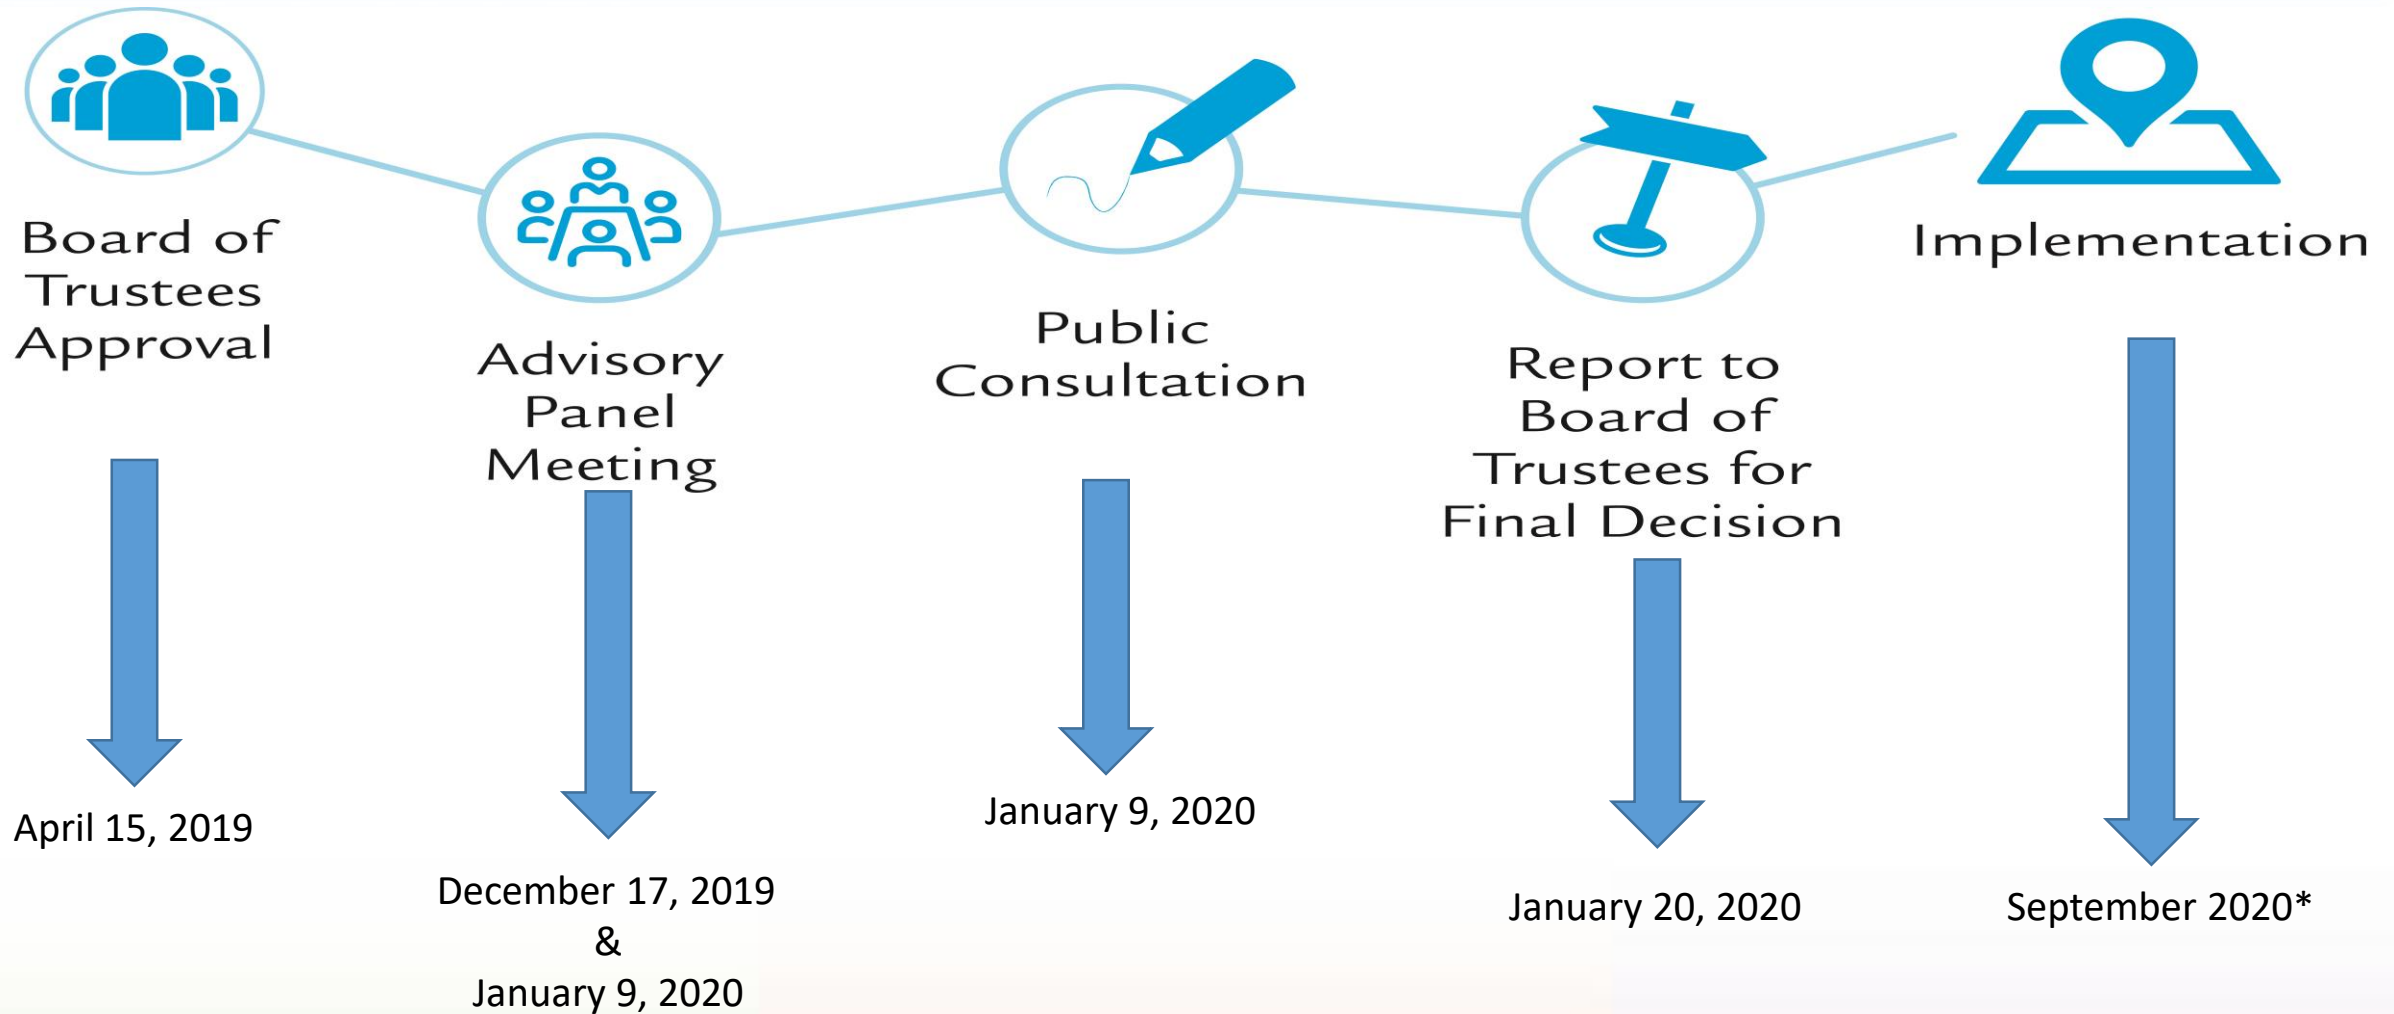 Board of
Trustees
Approval
April 15, 2019
Advisory
Panel
Meeting
December 17, 2019
&
January 9, 2020
Public
Consultation
January 9, 2020
Report to
Board of
Trustees for
Final Decision
January 20, 2020
Implementation
September 2020*